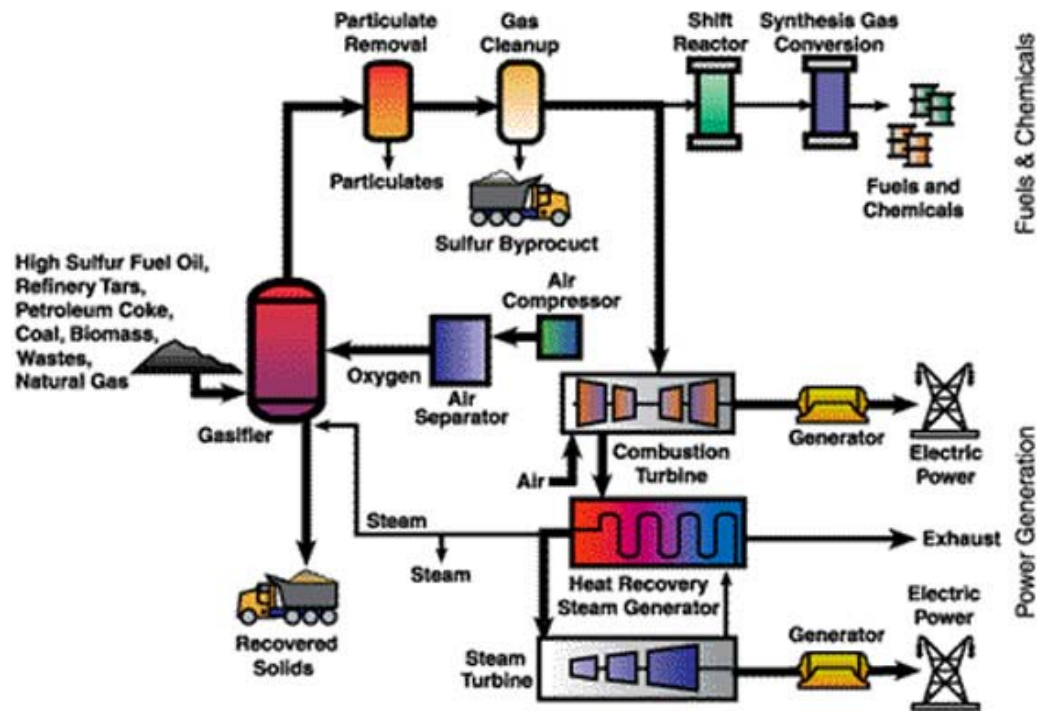 Particulate
Removal
Gas
Cleanup
Shift
Reactor
Synthesis Gas
Conversion
Fuels & Chemicals
Particulates
Sulfur Byprocuct
Fuels and
Chemicals
High Sulfur Fuel Oil,
Refinery Tars,
Petroleum Coke,
Coal, Biomass,
Wastes,
Natural Gas
Air
Compressor
Oxygen
Air
Separator
Gasifier
Generator
Electric
Power
Combustion
Turbine
Air
Power Generation
Steam
Steam
Exhaust
Heat Recovery
Steam Generator
Recovered
Solids
Steam
Turbine
Generator
Electric
Power